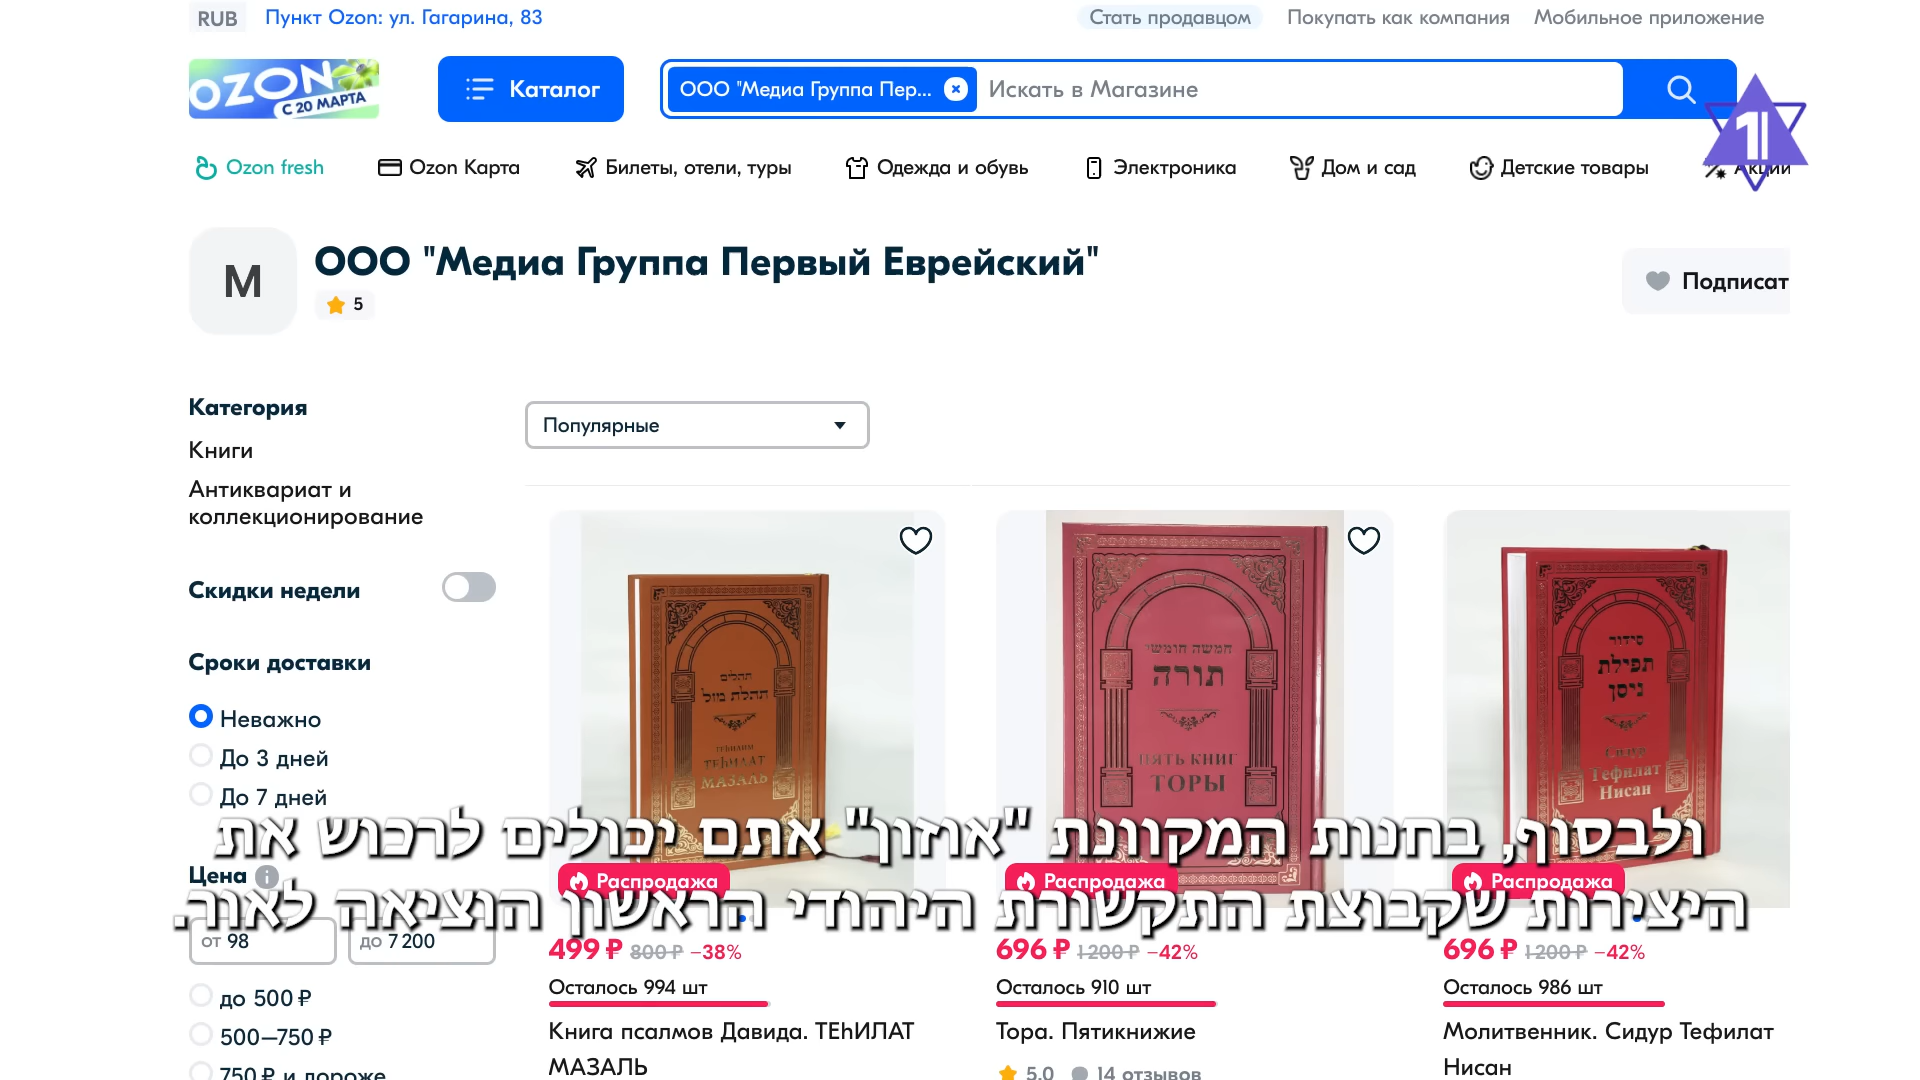 RUB
Пункт Ozon: ул. Гагарина, 83
Стать продавцом
Покупать как компания
Мобильное приложение
OZON
С 20 МАРТА
Каталог
ООО "Медиа Группа Пер...
Искать в Магазине
1
Ozon fresh
Ozon Карта
Билеты, отели, туры
Одежда и обувь
Электроника
Дом и сад
Детские товары
Акции
М
ООО "Медиа Группа Первый Еврейский"
5
Подписат
Категория
Книги
Антиквариат и
коллекционирование
Скидки недели
Сроки доставки
Неважно
До 3 дней
До 7 дней
Цена
от 98
до 7 200
до 500 ₽
500–750 ₽
750 ₽ и дороже
Популярные
תהלים
תהלת מזל
ТЕҺИЛИМ
ТЕҺИЛАТ
МАЗАЛЬ
Распродажа
499 ₽ 800 ₽ –38%
Осталось 994 шт
Книга псалмов Давида. ТЕҺИЛАТ
МАЗАЛЬ
חמשה חומשי
תורה
ПЯТЬ КНИГ
ТОРЫ
Распродажа
696 ₽ 1 200 ₽ –42%
Осталось 910 шт
Тора. Пятикнижие
5.0 14 отзывов
סידור
תפילת
ניסן
Сидур
Тефилат
Нисан
Распродажа
696 ₽ 1 200 ₽ –42%
Осталось 986 шт
Молитвенник. Сидур Тефилат
Нисан
ולבסוף, בחנות המקוונת "אוזון" אתם יכולים לרכוש את
היצירות שקבוצת התקשורת היהודי הראשון הוציאה לאור.